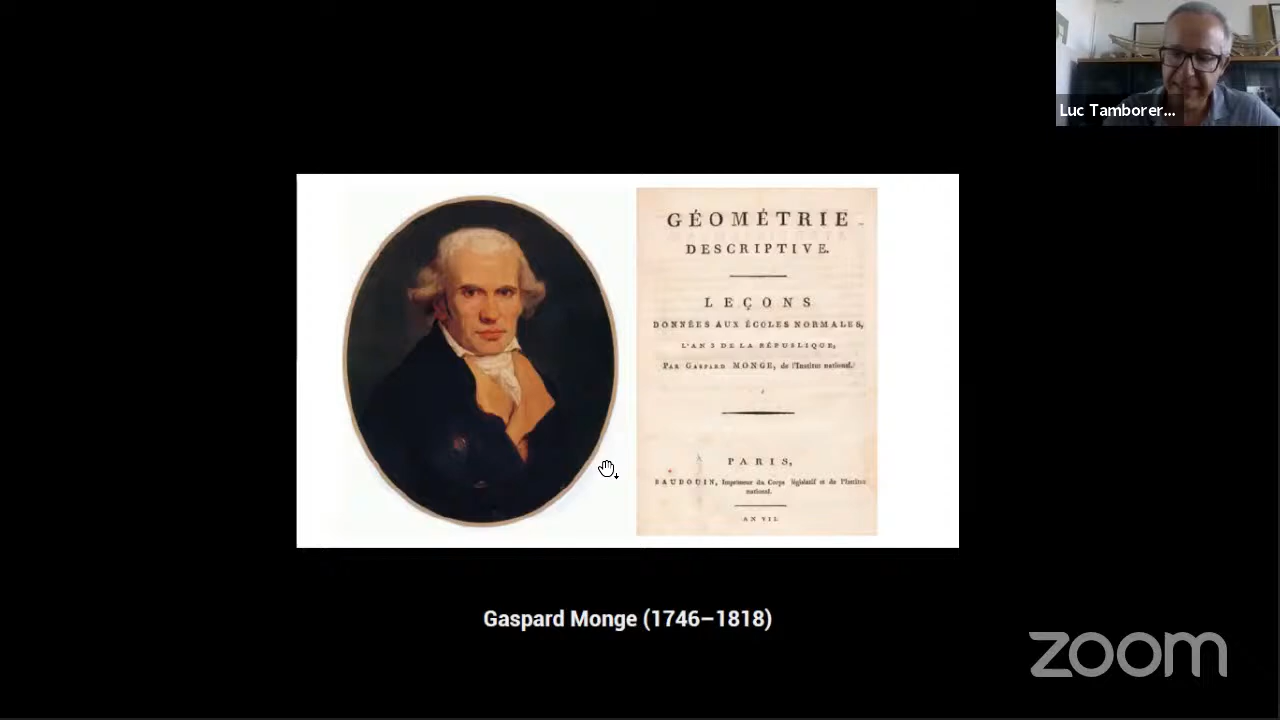 Luc Tamborer...
GÉOMÉTRIE
DESCRIPTIVE.
LEÇONS
DONNÉES AUX ÉCOLES NORMALES,
L'AN 3 DE LA RÉPUBLIQUE,
PAR GASPARD MONGE, de l'Institut national.
PARIS,
BAUDOUIN, Imprimeur du Corps législatif et de l'Institut
national.
AN VII.
Gaspard Monge (1746–1818)
zoom